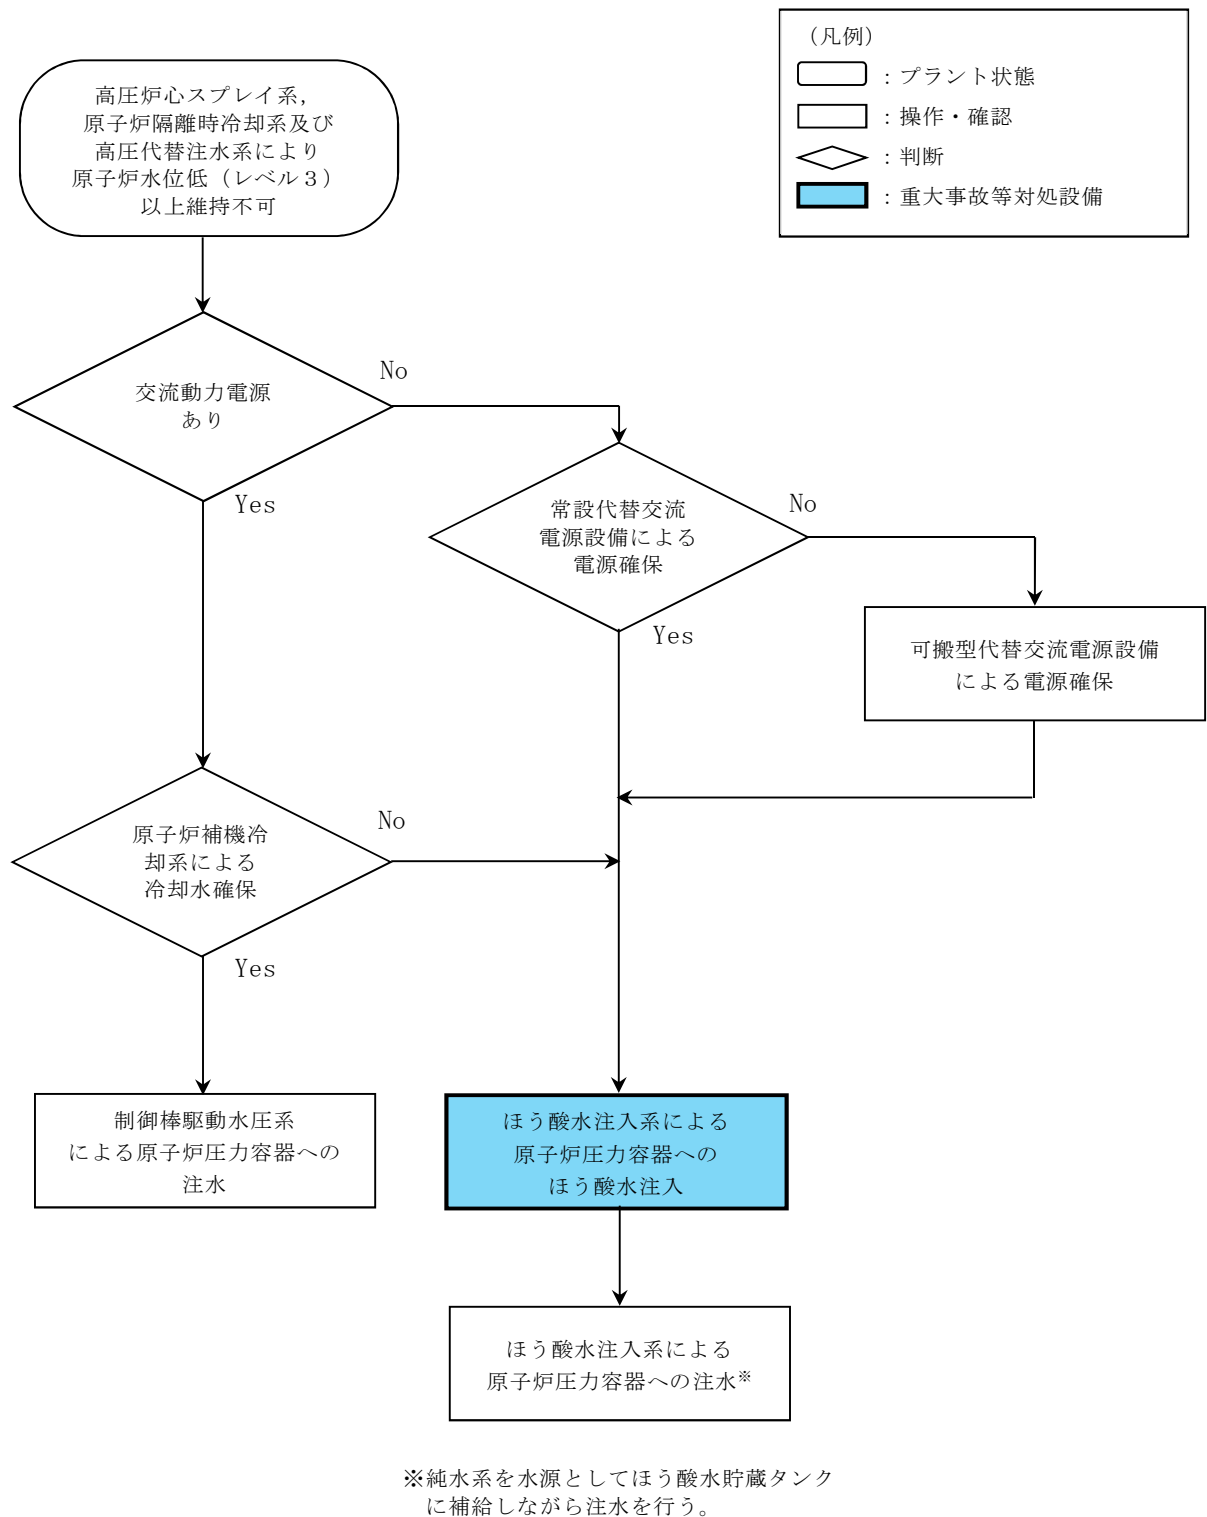 （凡例）
：プラント状態
：操作・確認
：判断
：重大事故等対処設備
高圧炉心スプレイ系，
原子炉隔離時冷却系及び
高圧代替注水系により
原子炉水位低（レベル３）
以上維持不可
交流動力電源
あり
No
Yes
常設代替交流
電源設備による
電源確保
No
Yes
可搬型代替交流電源設備
による電源確保
原子炉補機冷
却系による
冷却水確保
No
Yes
制御棒駆動水圧系
による原子炉圧力容器への
注水
ほう酸水注入系による
原子炉圧力容器への
ほう酸水注入
ほう酸水注入系による
原子炉圧力容器への注水※
※純水系を水源としてほう酸水貯蔵タンク
に補給しながら注水を行う。